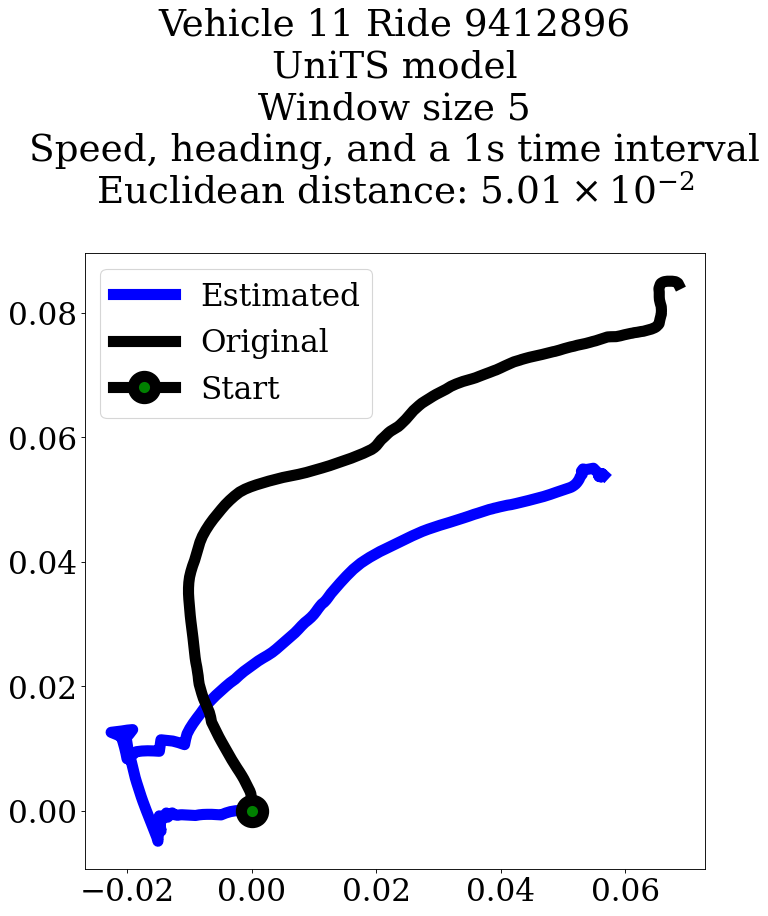 Vehicle 11 Ride 9412896
UniTS model
Window size 5
Speed, heading, and a 1s time interval
Euclidean distance: 5.01 × 10⁻²
Estimated
Original
Start
0.08
0.06
0.04
0.02
0.00
−0.02 0.00 0.02 0.04 0.06